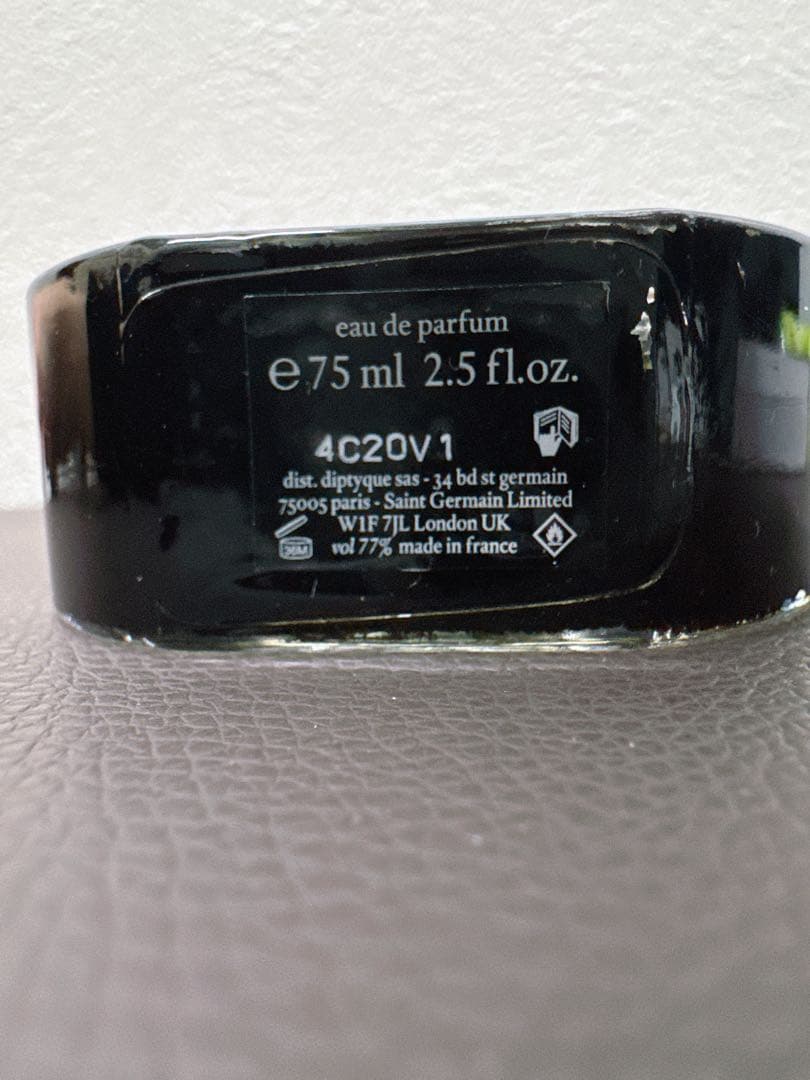 eau de parfum
e 75 ml 2.5 fl.oz.
4C20V1
dist. diptyque sas - 34 bd st germain
75005 paris - Saint Germain Limited
W1F 7JL London UK
vol 77% made in france